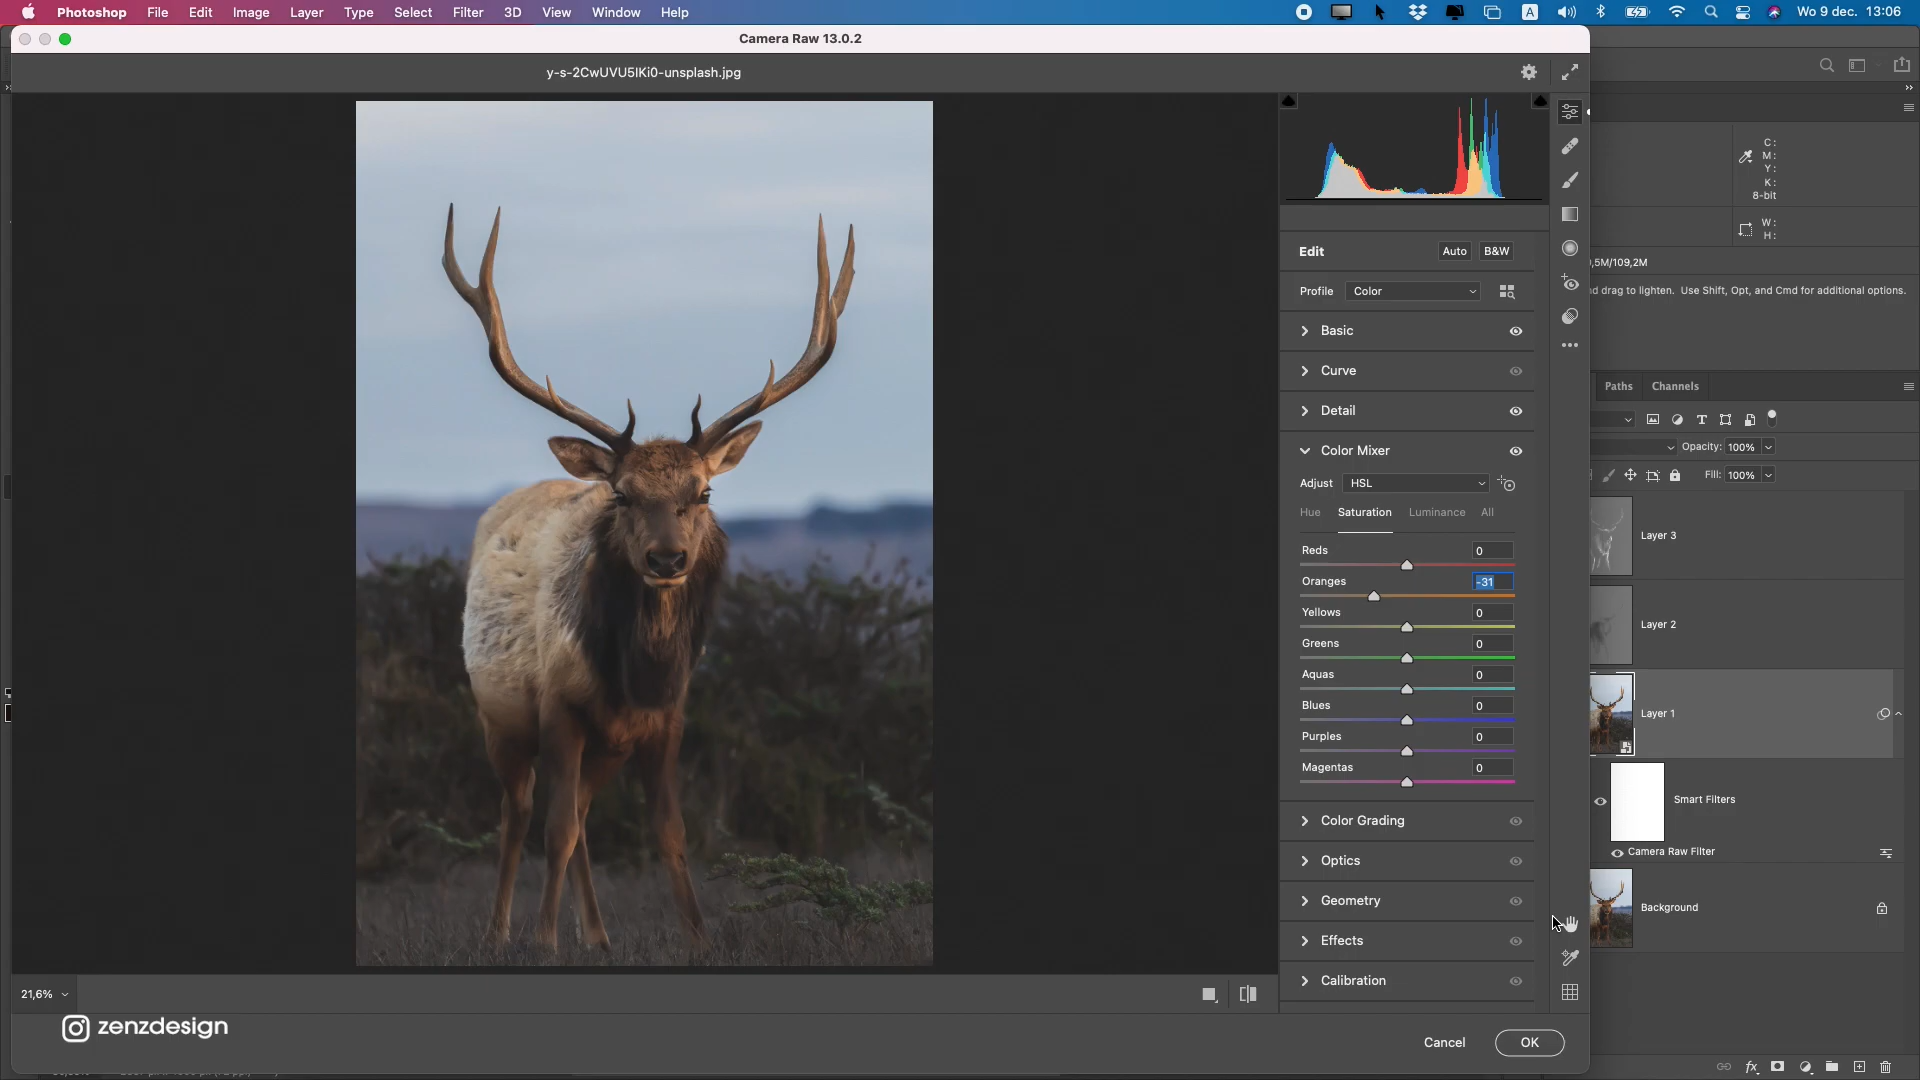 Photoshop File Edit Image Layer Type Select Filter 3D View Window Help
A Wo 9 dec. 13:06
Camera Raw 13.0.2
y-s-2CwUVU5IKi0-unsplash.jpg
C:
M:
Y:
K:
8-bit
W:
H:
Edit Auto B&W
,5M/109,2M
Profile Color
d drag to lighten. Use Shift, Opt, and Cmd for additional options.
Basic
Curve
Paths Channels
Detail
Opacity: 100%
Color Mixer
Fill: 100%
Adjust HSL
Hue Saturation Luminance All
Layer 3
Reds 0
Oranges -31
Yellows 0
Layer 2
Greens 0
Aquas 0
Blues 0
Layer 1
Purples 0
Magentas 0
Smart Filters
Color Grading
Camera Raw Filter
Optics
Geometry
Background
Effects
Calibration
21,6%
zenzdesign
Cancel OK
fx